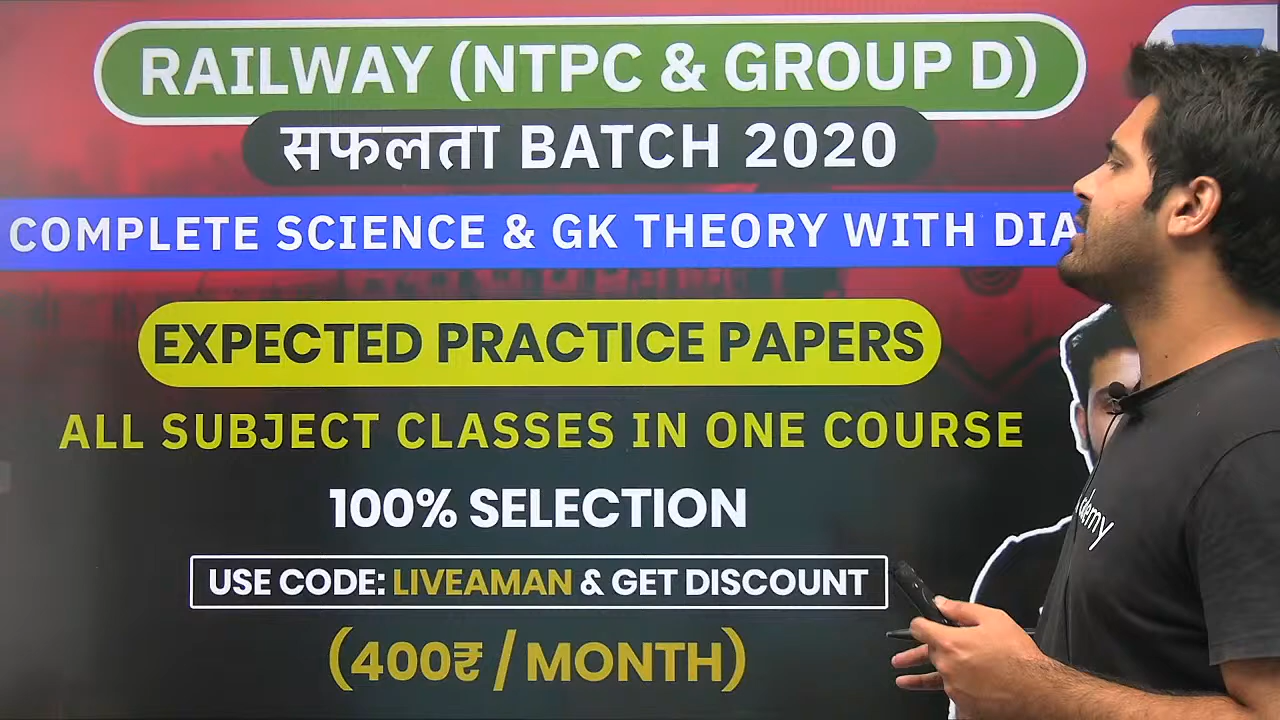 RAILWAY (NTPC & GROUP D)
सफलता BATCH 2020
COMPLETE SCIENCE & GK THEORY WITH
EXPECTED PRACTICE PAPERS
ALL SUBJECT CLASSES IN ONE COURSE
100% SELECTION
USE CODE: LIVEAMAN & GET DISCOUNT
(400₹ / MONTH)